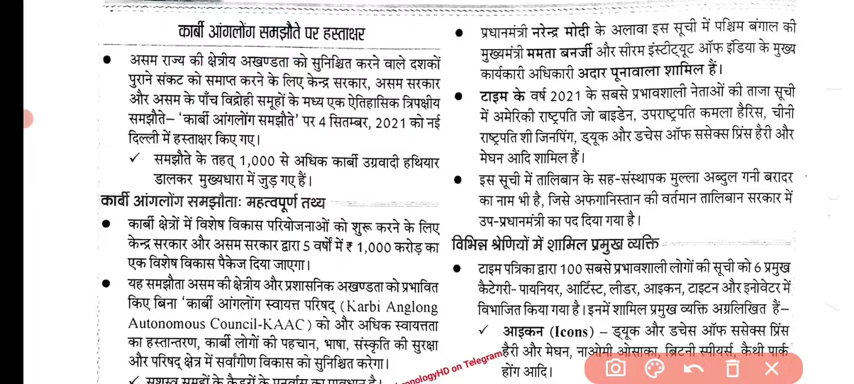 कार्बी आंगलोंग समझौते पर हस्ताक्षर
● असम राज्य की क्षेत्रीय अखण्डता को सुनिश्चित करने वाले दशकों
पुराने संकट को समाप्त करने के लिए केन्द्र सरकार, असम सरकार
और असम के पाँच विद्रोही समूहों के मध्य एक ऐतिहासिक त्रिपक्षीय
समझौते– 'कार्बी आंगलोंग समझौते' पर 4 सितम्बर, 2021 को नई
दिल्ली में हस्ताक्षर किए गए।
✓ समझौते के तहत् 1,000 से अधिक कार्बी उग्रवादी हथियार
डालकर मुख्यधारा में जुड़ गए हैं।
कार्बी आंगलोंग समझौताः महत्वपूर्ण तथ्य
● कार्बी क्षेत्रों में विशेष विकास परियोजनाओं को शुरू करने के लिए
केन्द्र सरकार और असम सरकार द्वारा 5 वर्षों में ₹ 1,000 करोड़ का
एक विशेष विकास पैकेज दिया जाएगा।
● यह समझौता असम की क्षेत्रीय और प्रशासनिक अखण्डता को प्रभावित
किए बिना 'कार्बी आंगलोंग स्वायत्त परिषद् (Karbi Anglong
Autonomous Council-KAAC) को और अधिक स्वायत्तता
का हस्तान्तरण, कार्बी लोगों की पहचान, भाषा, संस्कृति की सुरक्षा
और परिषद् क्षेत्र में सर्वांगीण विकास को सुनिश्चित करेगा।
✓ सशस्त्र समूहों के कैडरों के पुनर्वास का प्रावधान है।
● प्रधानमंत्री नरेन्द्र मोदी के अलावा इस सूची में पश्चिम बंगाल की
मुख्यमंत्री ममता बनर्जी और सीरम इंस्टीट्यूट ऑफ इंडिया के मुख्य
कार्यकारी अधिकारी अदार पूनावाला शामिल हैं।
● टाइम के वर्ष 2021 के सबसे प्रभावशाली नेताओं की ताजा सूची
में अमेरिकी राष्ट्रपति जो बाइडेन, उपराष्ट्रपति कमला हैरिस, चीनी
राष्ट्रपति शी जिनपिंग, ड्यूक और डचेस ऑफ ससेक्स प्रिंस हैरी और
मेघन आदि शामिल हैं।
● इस सूची में तालिबान के सह-संस्थापक मुल्ला अब्दुल गनी बरादर
का नाम भी है, जिसे अफगानिस्तान की वर्तमान तालिबान सरकार में
उप-प्रधानमंत्री का पद दिया गया है।
विभिन्न श्रेणियों में शामिल प्रमुख व्यक्ति
● टाइम पत्रिका द्वारा 100 सबसे प्रभावशाली लोगों की सूची को 6 प्रमुख
कैटेगरी- पायनियर, आर्टिस्ट, लीडर, आइकन, टाइटन और इनोवेटर में
विभाजित किया गया है। इनमें शामिल प्रमुख व्यक्ति अग्रलिखित हैं–
✓ आइकन (Icons) – ड्यूक और डचेस ऑफ ससेक्स प्रिंस
हैरी और मेघन, नाओमी ओसाका, ब्रिटनी स्पीयर्स, कैथी पार्क
होंग आदि।
nologyHD on Telegram